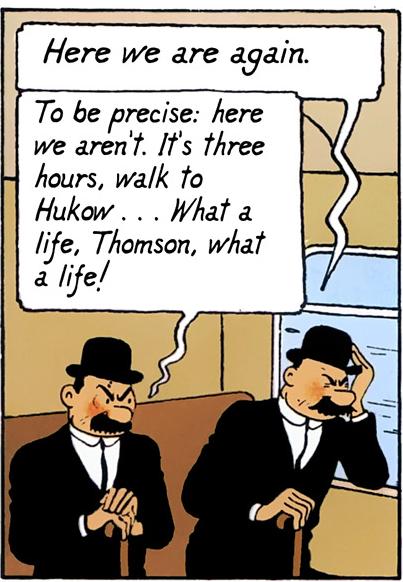 Here we are again.
To be precise: here
we aren't. It's three
hours, walk to
Hukow . . . What a
life, Thomson, what
a life!